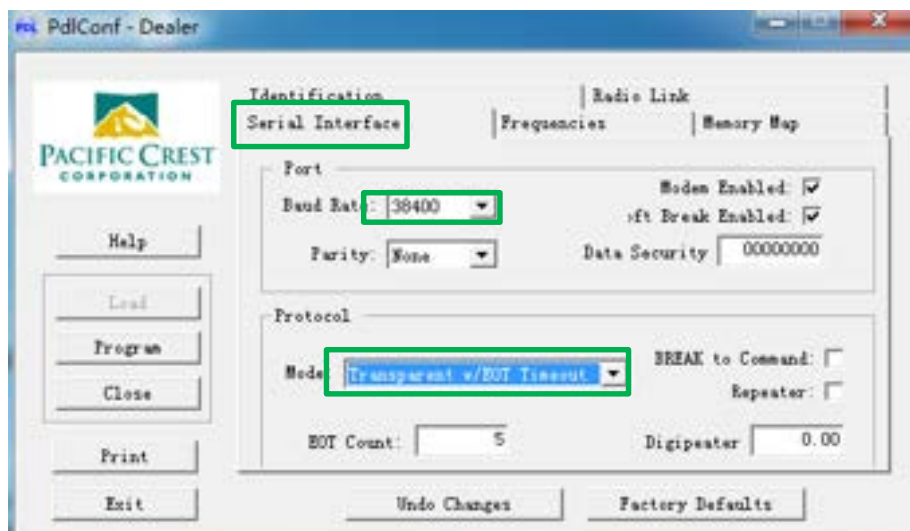 PDL PdlConf - Dealer
PACIFIC CREST
CORPORATION
Help
Load
Program
Close
Print
Exit
Identification
Radio Link
Serial Interface
Frequencies
Memory Map
Port
Baud Rate: 38400
Modem Enabled:
oft Break Enabled:
Parity: None
Data Security 00000000
Protocol
Mode: Transparent w/EOT Timeout
BREAK to Command:
Repeater:
EOT Count: 5
Digipeater 0.00
Undo Changes
Factory Defaults